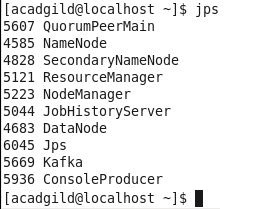 [acadgild@localhost ~]$ jps
5607 QuorumPeerMain
4585 NameNode
4828 SecondaryNameNode
5121 ResourceManager
5223 NodeManager
5044 JobHistoryServer
4683 DataNode
6045 Jps
5669 Kafka
5936 ConsoleProducer
[acadgild@localhost ~]$